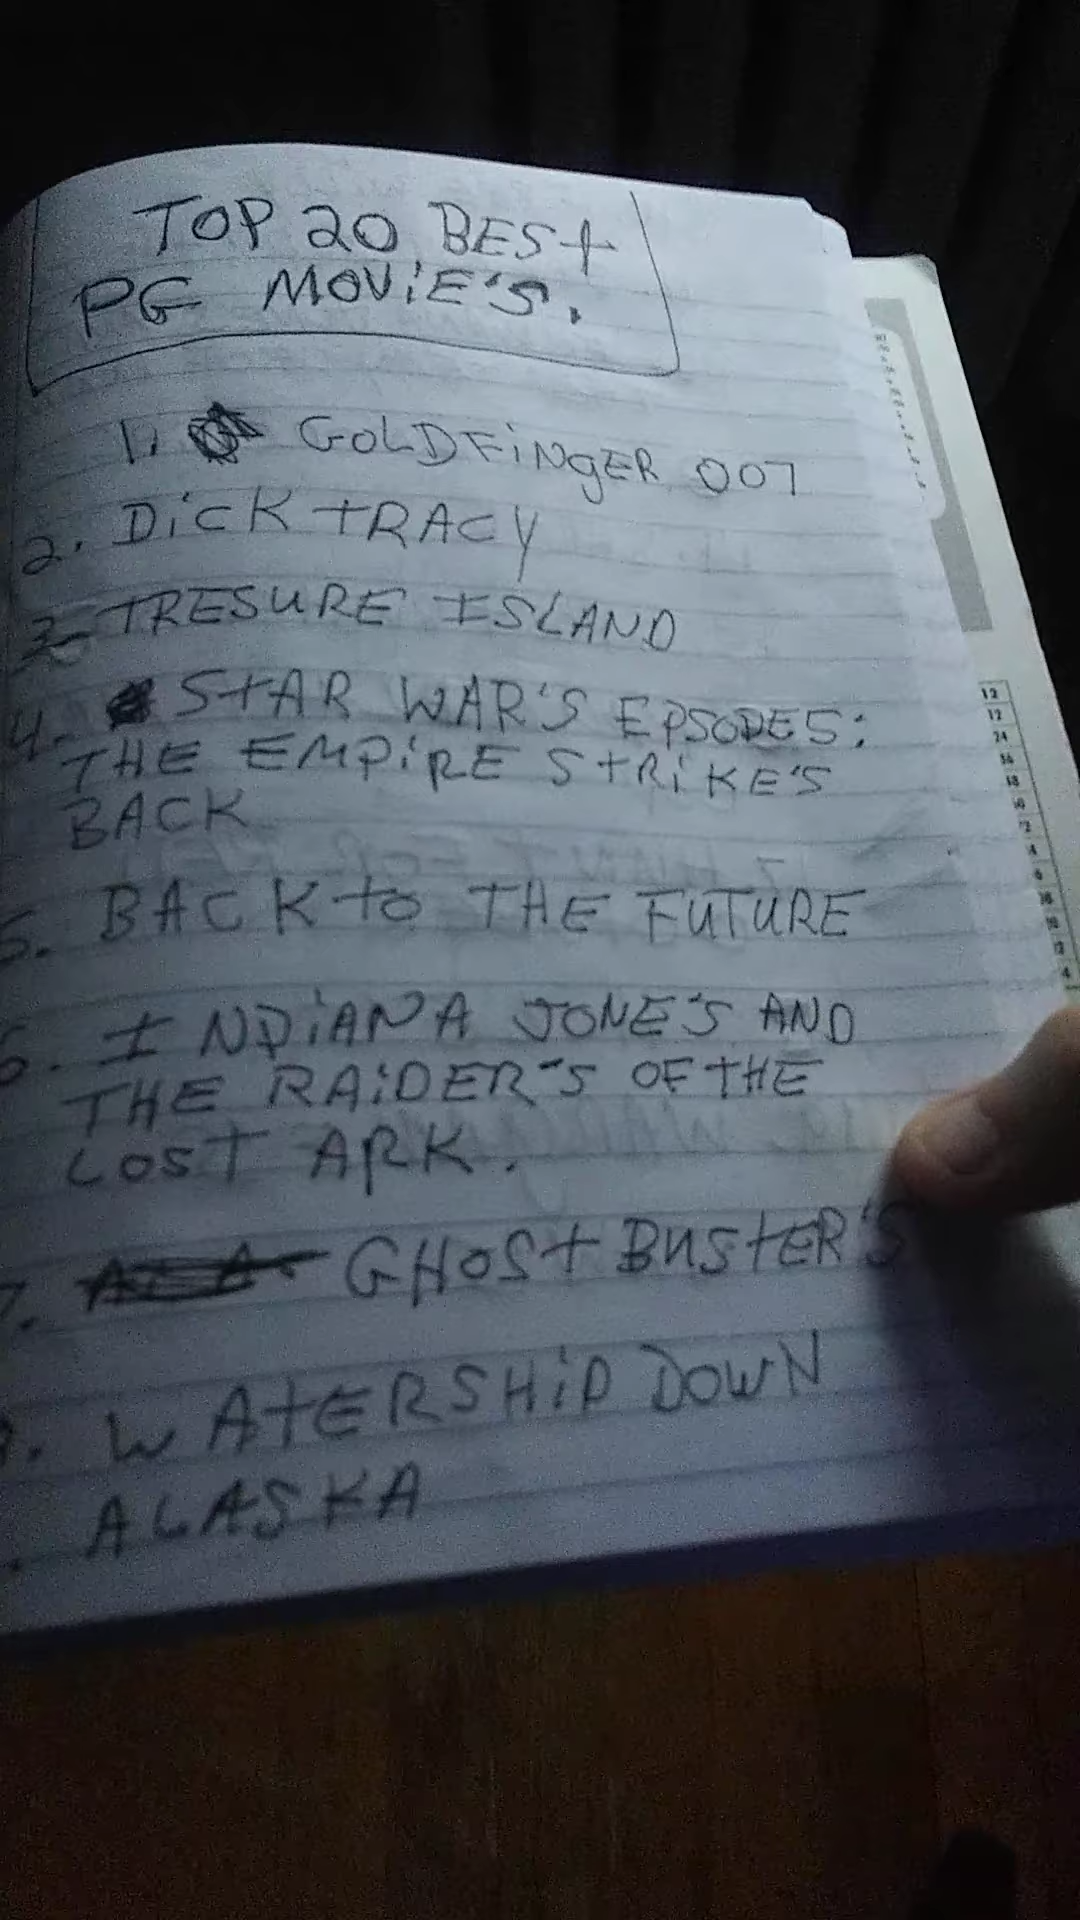 TOP 20 BEST
PG MOVIE'S.
1. GOLDFINGER 007
2. DICK TRACY
3 TRESURE ISLAND
4. STAR WAR'S EPSODE 5:
THE EMPIRE STRIKE'S
BACK
5. BACK to THE FUTURE
6. INDIANA JONE'S AND
THE RAIDER'S OF THE
LOST ARK.
7. GHOST BUSTER'S
WATERSHIP DOWN
ALASKA